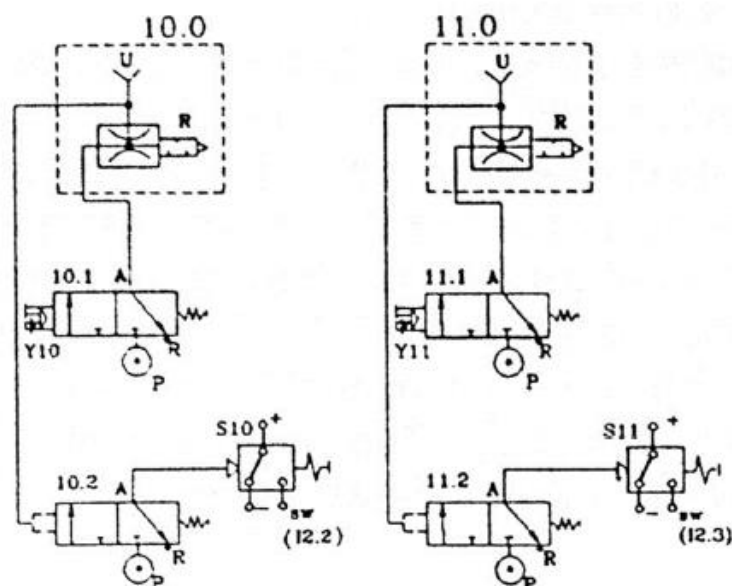 10.0
11.0
U
U
R
R
10.1
A
11.1
A
Y10
R
Y11
R
P
P
S10
+
S11
+
10.2
A
11.2
A
—
sw
—
sw
R
(12.2)
R
(12.3)
P
P